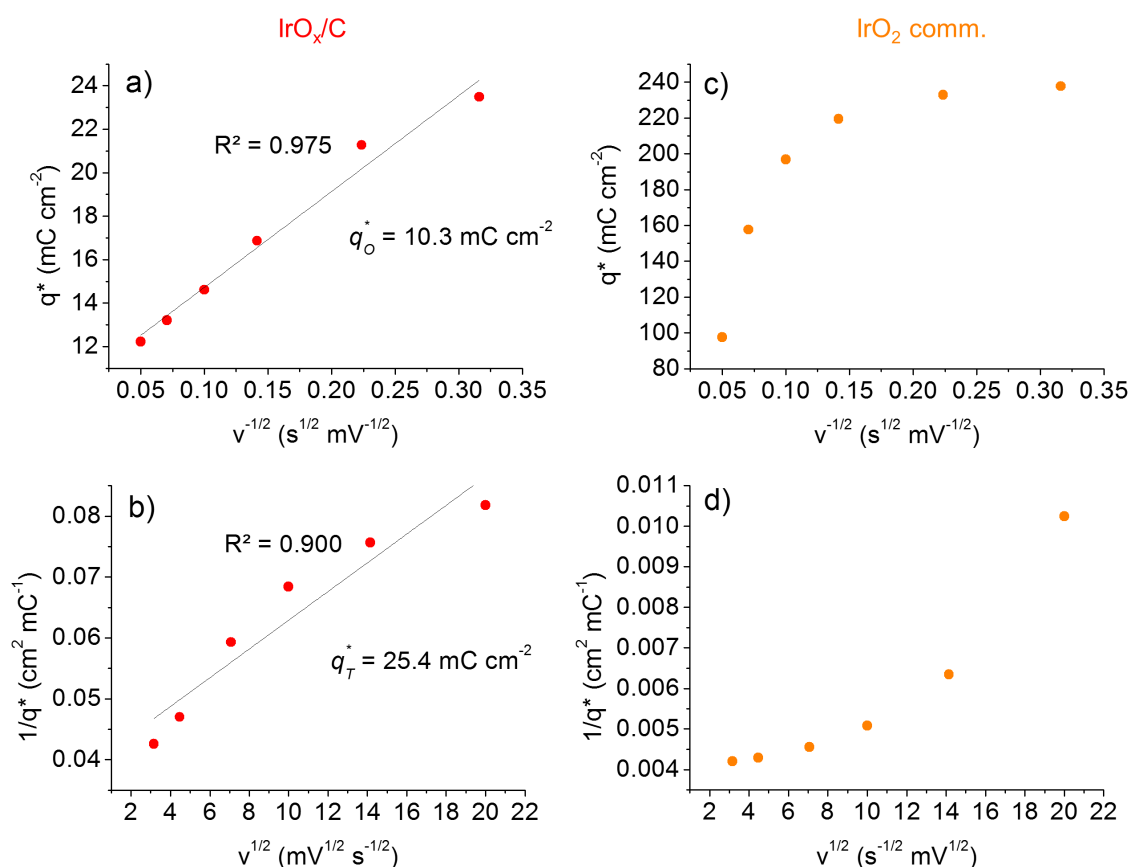 IrOₓ/C
IrO₂ comm.
a)
R² = 0.975
q*O = 10.3 mC cm⁻²
24
22
20
18
16
14
12
q* (mC cm⁻²)
0.05 0.10 0.15 0.20 0.25 0.30 0.35
v⁻¹/² (s¹/² mV⁻¹/²)
c)
240
220
200
180
160
140
120
100
80
q* (mC cm⁻²)
0.05 0.10 0.15 0.20 0.25 0.30 0.35
v⁻¹/² (s¹/² mV⁻¹/²)
b)
R² = 0.900
q*T = 25.4 mC cm⁻²
0.08
0.07
0.06
0.05
0.04
1/q* (cm² mC⁻¹)
2 4 6 8 10 12 14 16 18 20 22
v¹/² (mV¹/² s⁻¹/²)
d)
0.011
0.010
0.009
0.008
0.007
0.006
0.005
0.004
1/q* (cm² mC⁻¹)
2 4 6 8 10 12 14 16 18 20 22
v¹/² (s⁻¹/² mV¹/²)